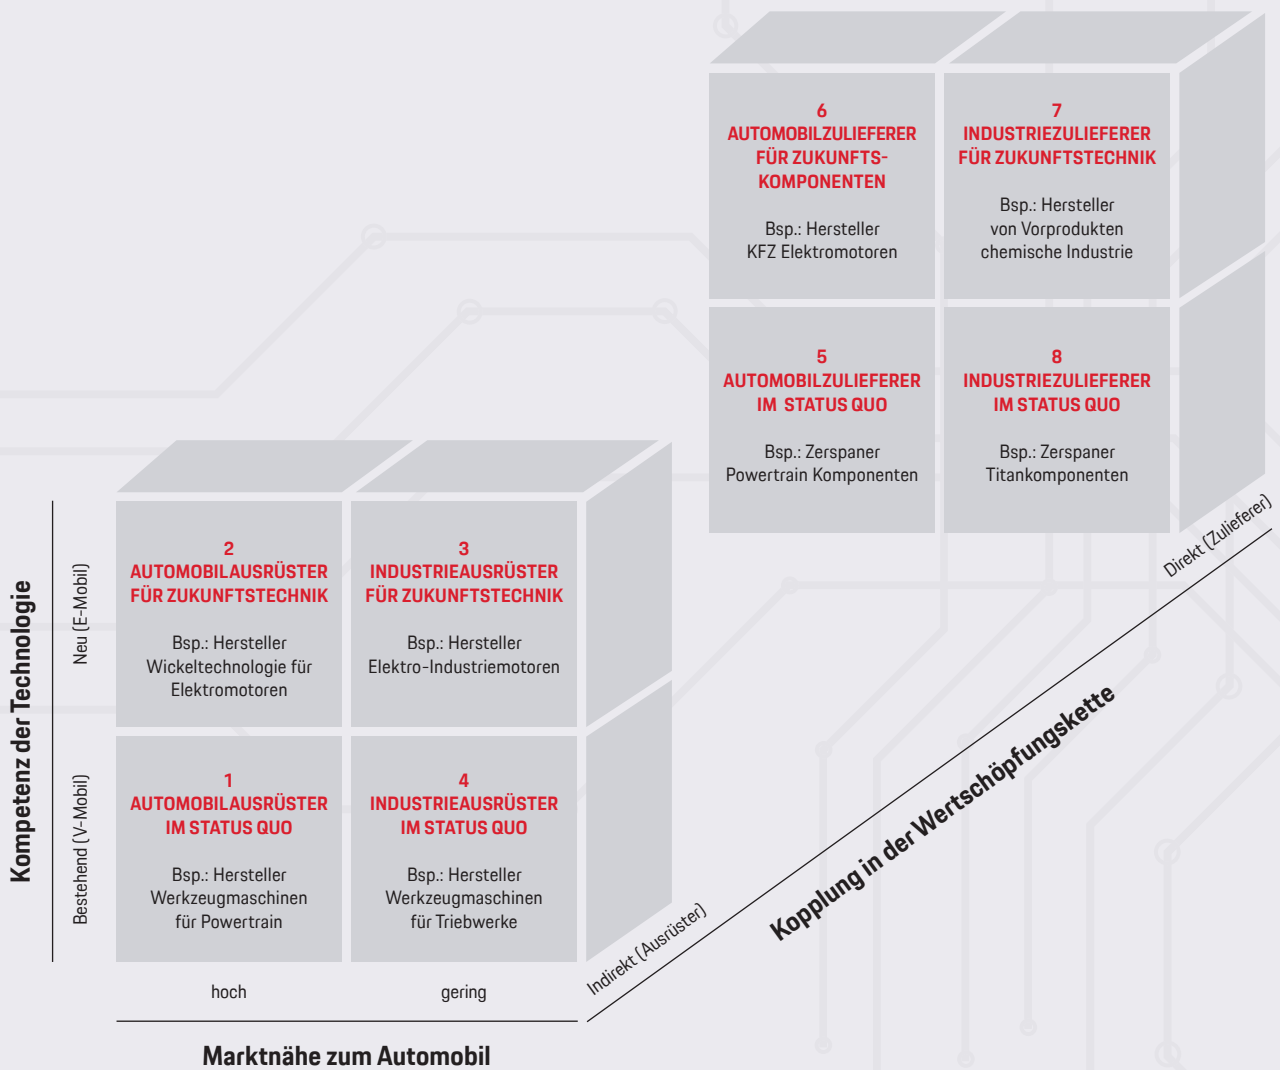 6
AUTOMOBILZULIEFERER
FÜR ZUKUNFTS-
KOMPONENTEN
Bsp.: Hersteller
KFZ Elektromotoren
7
INDUSTRIEZULIEFERER
FÜR ZUKUNFTSTECHNIK
Bsp.: Hersteller
von Vorprodukten
chemische Industrie
5
AUTOMOBILZULIEFERER
IM STATUS QUO
Bsp.: Zerspaner
Powertrain Komponenten
8
INDUSTRIEZULIEFERER
IM STATUS QUO
Bsp.: Zerspaner
Titankomponenten
2
AUTOMOBILAUSRÜSTER
FÜR ZUKUNFTSTECHNIK
Bsp.: Hersteller
Wickeltechnologie für
Elektromotoren
3
INDUSTRIEAUSRÜSTER
FÜR ZUKUNFTSTECHNIK
Bsp.: Hersteller
Elektro-Industriemotoren
1
AUTOMOBILAUSRÜSTER
IM STATUS QUO
Bsp.: Hersteller
Werkzeugmaschinen
für Powertrain
4
INDUSTRIEAUSRÜSTER
IM STATUS QUO
Bsp.: Hersteller
Werkzeugmaschinen
für Triebwerke
Kompetenz der Technologie
Neu (E-Mobil)
Bestehend (V-Mobil)
hoch
gering
Marktnähe zum Automobil
Indirekt (Ausrüster)
Kopplung in der Wertschöpfungskette
Direkt (Zulieferer)